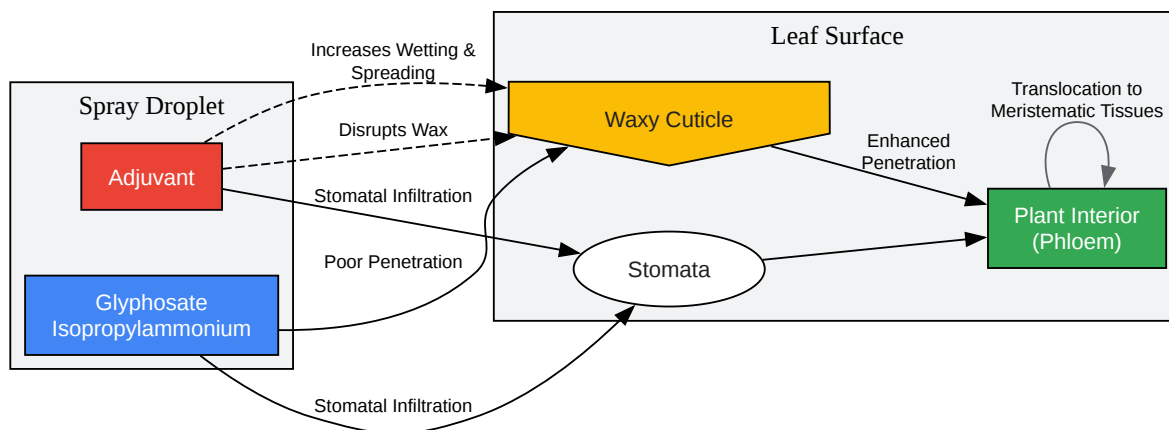 Leaf Surface
Increases Wetting &
Spreading
Spray Droplet
Translocation to
Meristematic Tissues
Waxy Cuticle
Disrupts Wax
Enhanced
Penetration
Adjuvant
Stomatal Infiltration
Plant Interior
(Phloem)
Poor Penetration
Stomata
Glyphosate
Isopropylammonium
Stomatal Infiltration